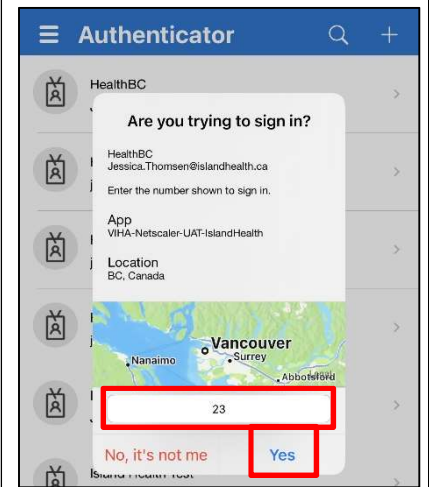 Authenticator
HealthBC
Are you trying to sign in?
HealthBC
Jessica.Thomsen@islandhealth.ca
Enter the number shown to sign in.
App
VIHA-Netscaler-UAT-IslandHealth
Location
BC, Canada
Vancouver
Surrey
Nanaimo
Abbotsford
Legal
23
No, it's not me
Yes
Island Health Test